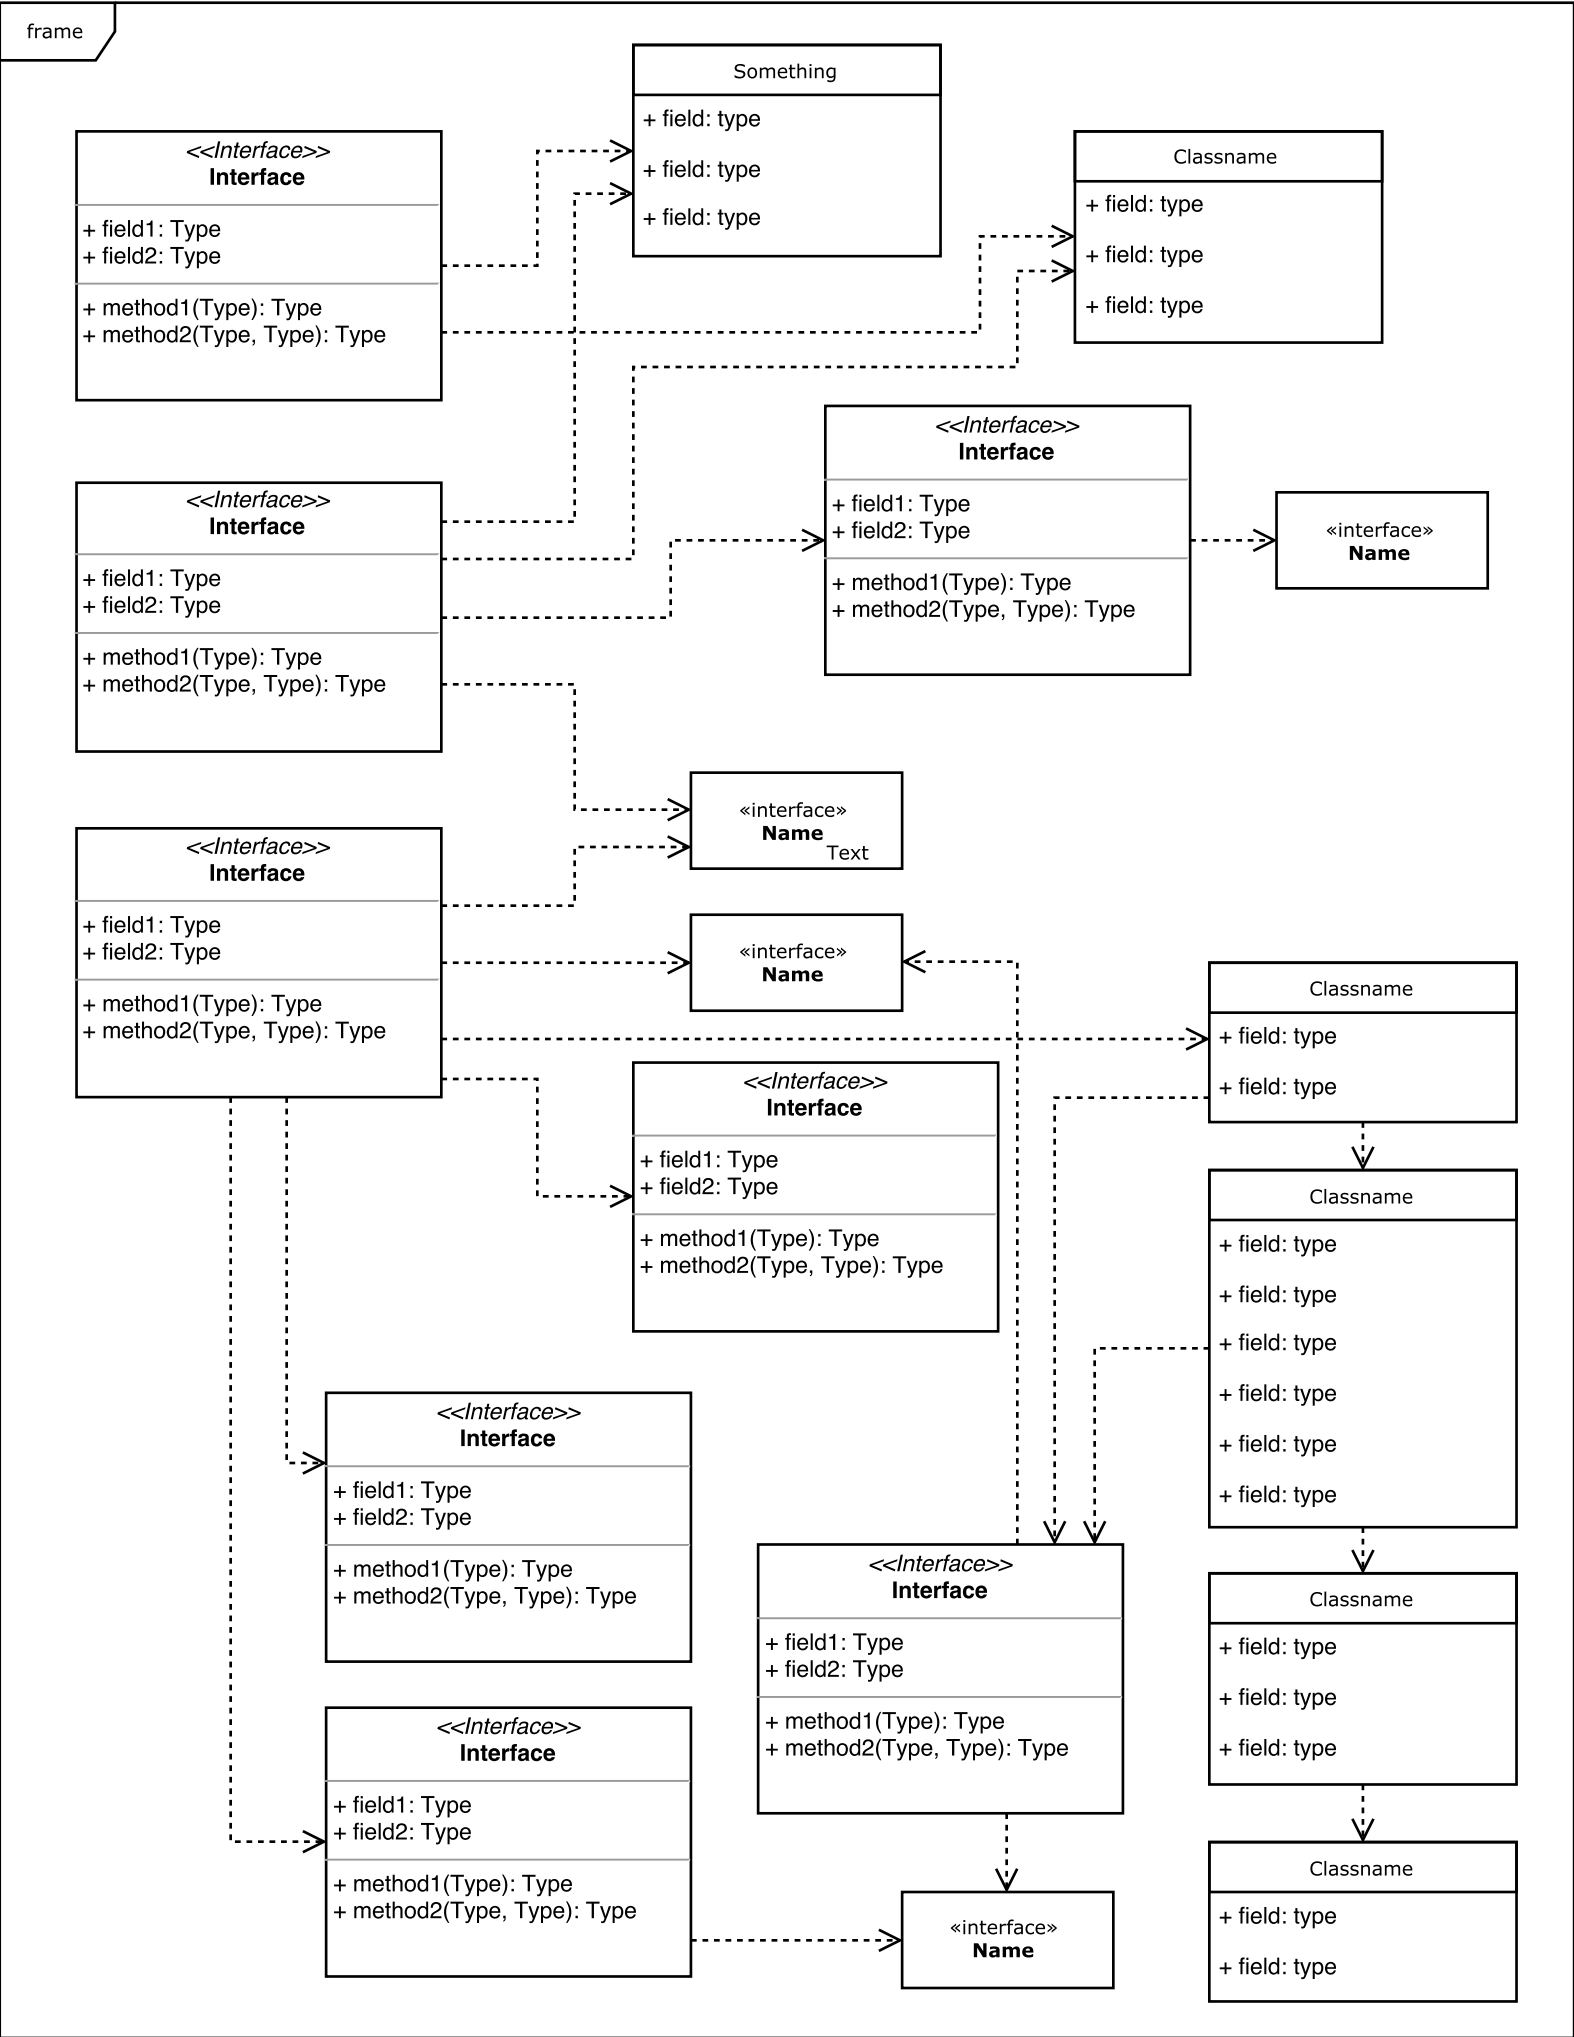 frame
Something
+ field: type
+ field: type
+ field: type
<<Interface>>
Interface
+ field1: Type
+ field2: Type
+ method1(Type): Type
+ method2(Type, Type): Type
Classname
+ field: type
+ field: type
+ field: type
<<Interface>>
Interface
+ field1: Type
+ field2: Type
+ method1(Type): Type
+ method2(Type, Type): Type
«interface»
Name
<<Interface>>
Interface
+ field1: Type
+ field2: Type
+ method1(Type): Type
+ method2(Type, Type): Type
«interface»
Name
Text
<<Interface>>
Interface
+ field1: Type
+ field2: Type
+ method1(Type): Type
+ method2(Type, Type): Type
«interface»
Name
Classname
+ field: type
+ field: type
<<Interface>>
Interface
+ field1: Type
+ field2: Type
+ method1(Type): Type
+ method2(Type, Type): Type
Classname
+ field: type
+ field: type
+ field: type
+ field: type
+ field: type
+ field: type
<<Interface>>
Interface
+ field1: Type
+ field2: Type
+ method1(Type): Type
+ method2(Type, Type): Type
<<Interface>>
Interface
+ field1: Type
+ field2: Type
+ method1(Type): Type
+ method2(Type, Type): Type
Classname
+ field: type
+ field: type
+ field: type
<<Interface>>
Interface
+ field1: Type
+ field2: Type
+ method1(Type): Type
+ method2(Type, Type): Type
«interface»
Name
Classname
+ field: type
+ field: type